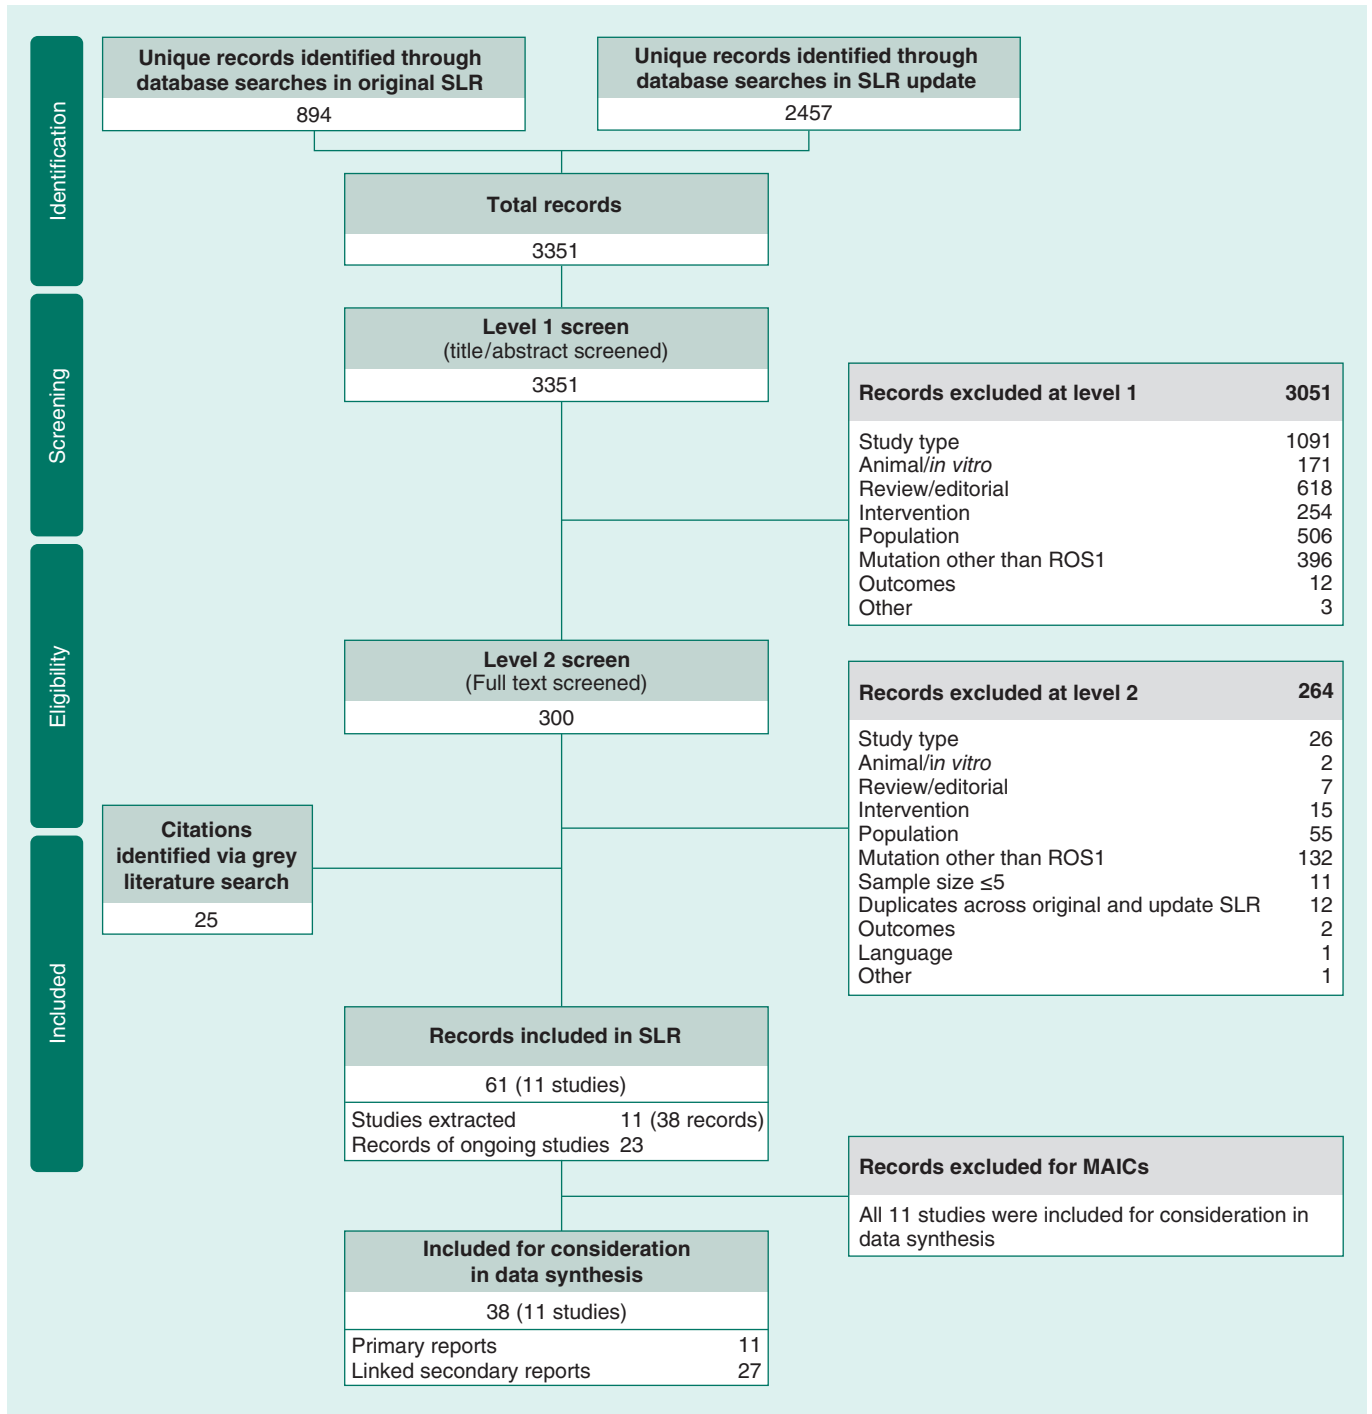 Identification
Unique records identified through
database searches in original SLR
894
Unique records identified through
database searches in SLR update
2457
Total records
3351
Screening
Level 1 screen
(title/abstract screened)
3351
Records excluded at level 1 3051
Study type 1091
Animal/in vitro 171
Review/editorial 618
Intervention 254
Population 506
Mutation other than ROS1 396
Outcomes 12
Other 3
Eligibility
Level 2 screen
(Full text screened)
300
Records excluded at level 2 264
Study type 26
Animal/in vitro 2
Review/editorial 7
Intervention 15
Population 55
Mutation other than ROS1 132
Sample size ≤5 11
Duplicates across original and update SLR 12
Outcomes 2
Language 1
Other 1
Citations
identified via grey
literature search
25
Included
Records included in SLR
61 (11 studies)
Studies extracted 11 (38 records)
Records of ongoing studies 23
Records excluded for MAICs
All 11 studies were included for consideration in
data synthesis
Included for consideration
in data synthesis
38 (11 studies)
Primary reports 11
Linked secondary reports 27